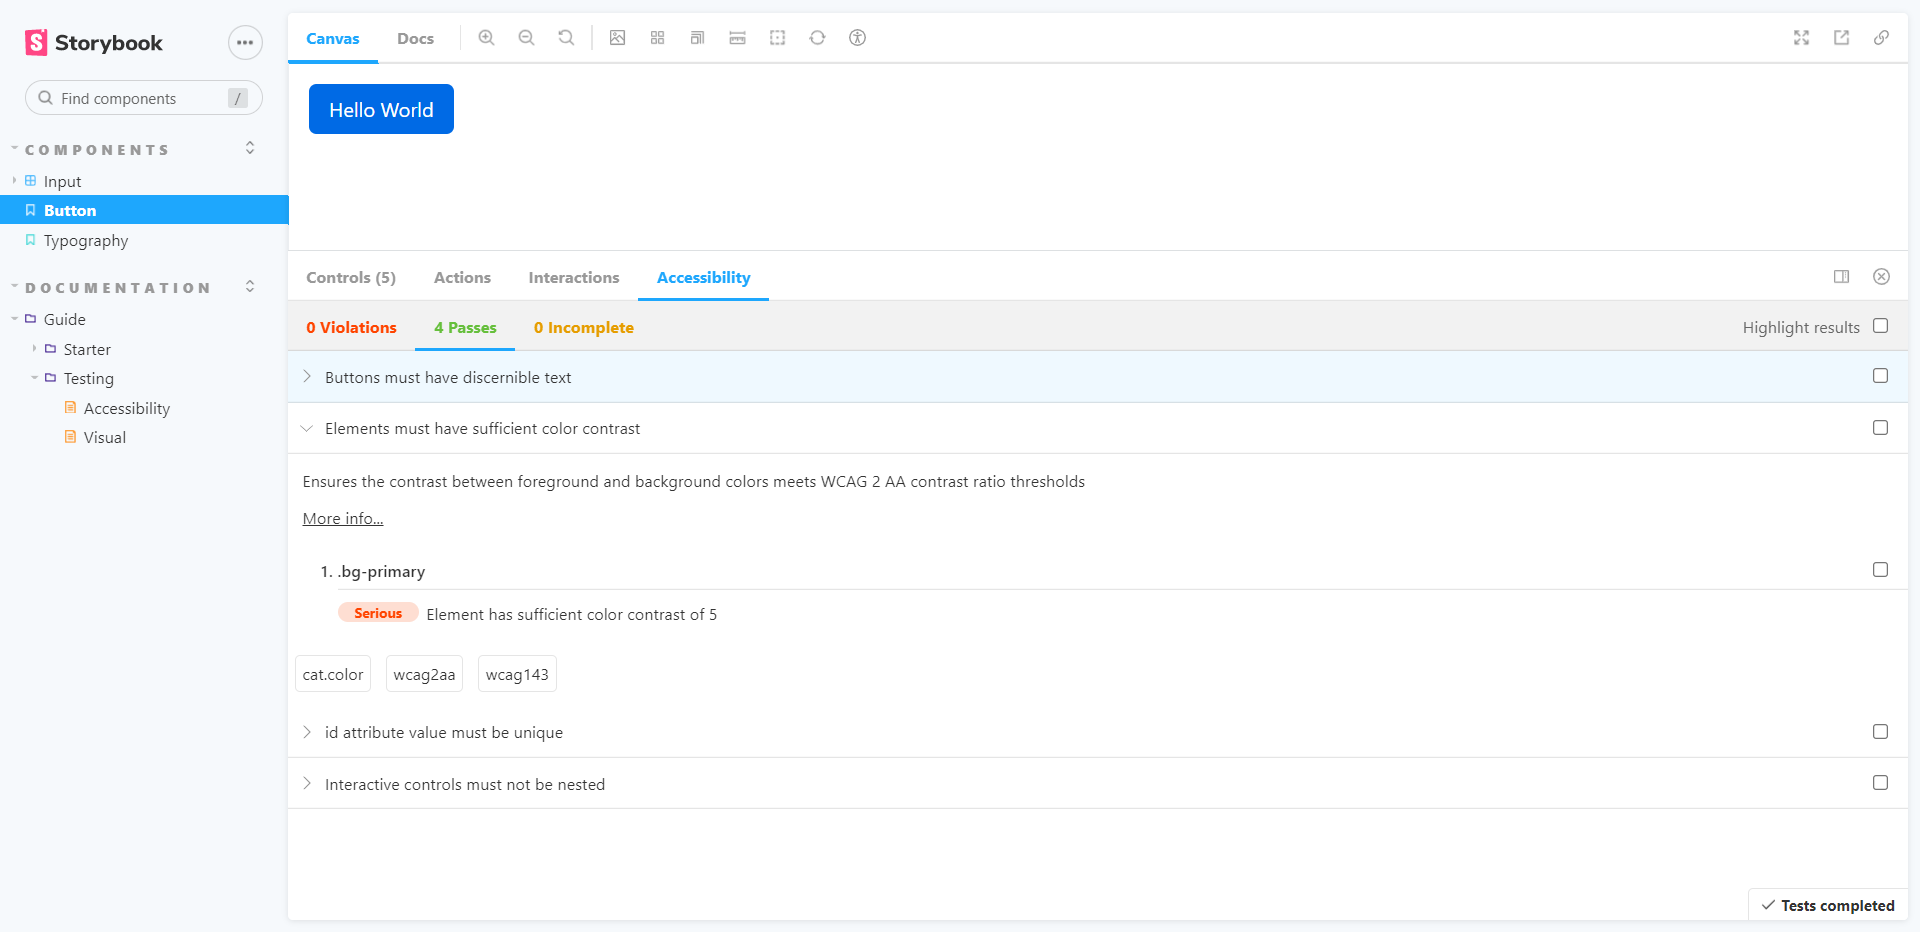 Storybook
Find components /
COMPONENTS
Input
Button
Typography
DOCUMENTATION
Guide
Starter
Testing
Accessibility
Visual
Canvas Docs
Hello World
Controls (5) Actions Interactions Accessibility
0 Violations 4 Passes 0 Incomplete Highlight results
Buttons must have discernible text
Elements must have sufficient color contrast
Ensures the contrast between foreground and background colors meets WCAG 2 AA contrast ratio thresholds
More info...
1. .bg-primary
Serious Element has sufficient color contrast of 5
cat.color wcag2aa wcag143
id attribute value must be unique
Interactive controls must not be nested
Tests completed